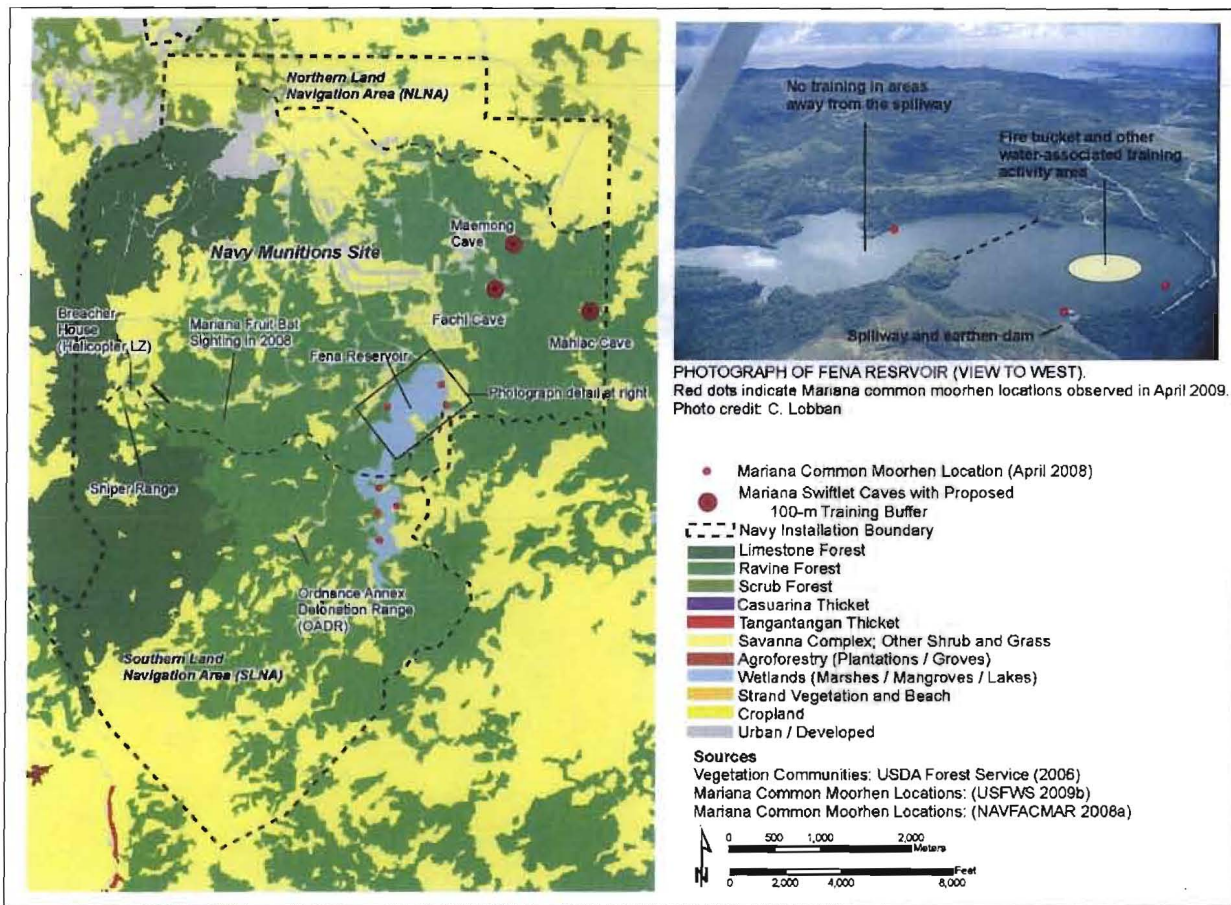 Northern Land
Navigation Area (NLNA)
Navy Munitions Site
Maemong
Cave
Fachi Cave
Mahlac Cave
Breacher
House
(Helicopter LZ)
Mariana Fruit Bat
Sighting in 2008
Fena Reservoir
Photograph detail at right
Sniper Range
Ordnance Annex
Detonation Range
(OADR)
Southern Land
Navigation Area (SLNA)
No training in areas
away from the spillway
Fire bucket and other
water-associated training
activity area
Spillway and earthen-dam
PHOTOGRAPH OF FENA RESRVOIR (VIEW TO WEST).
Red dots indicate Mariana common moorhen locations observed in April 2009.
Photo credit: C. Lobban
Mariana Common Moorhen Location (April 2008)
Mariana Swiftlet Caves with Proposed
100-m Training Buffer
Navy Installation Boundary
Limestone Forest
Ravine Forest
Scrub Forest
Casuarina Thicket
Tangantangan Thicket
Savanna Complex; Other Shrub and Grass
Agroforestry (Plantations / Groves)
Wetlands (Marshes / Mangroves / Lakes)
Strand Vegetation and Beach
Cropland
Urban / Developed
Sources
Vegetation Communities: USDA Forest Service (2006)
Mariana Common Moorhen Locations: (USFWS 2009b)
Mariana Common Moorhen Locations: (NAVFACMAR 2008a)
N
0 500 1,000 2,000
Meters
Feet
0 2,000 4,000 8,000